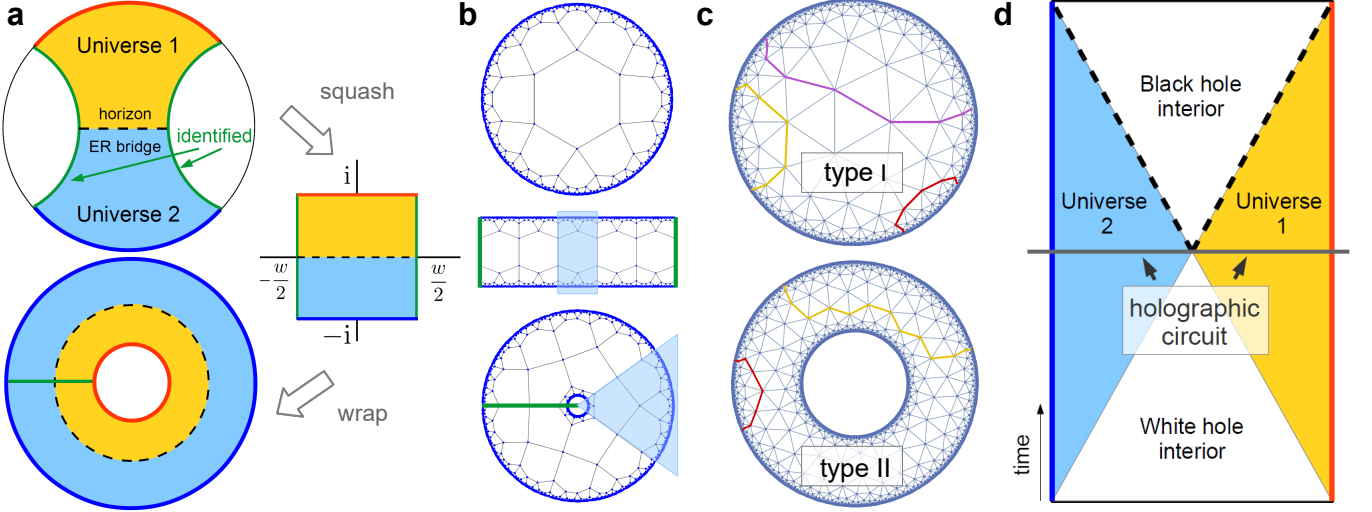 a
Universe 1
horizon
ER bridge
identified
Universe 2
squash
i
−w/2
w/2
−i
wrap
b
c
type I
type II
d
Black hole
interior
Universe
2
Universe
1
holographic
circuit
White hole
interior
time